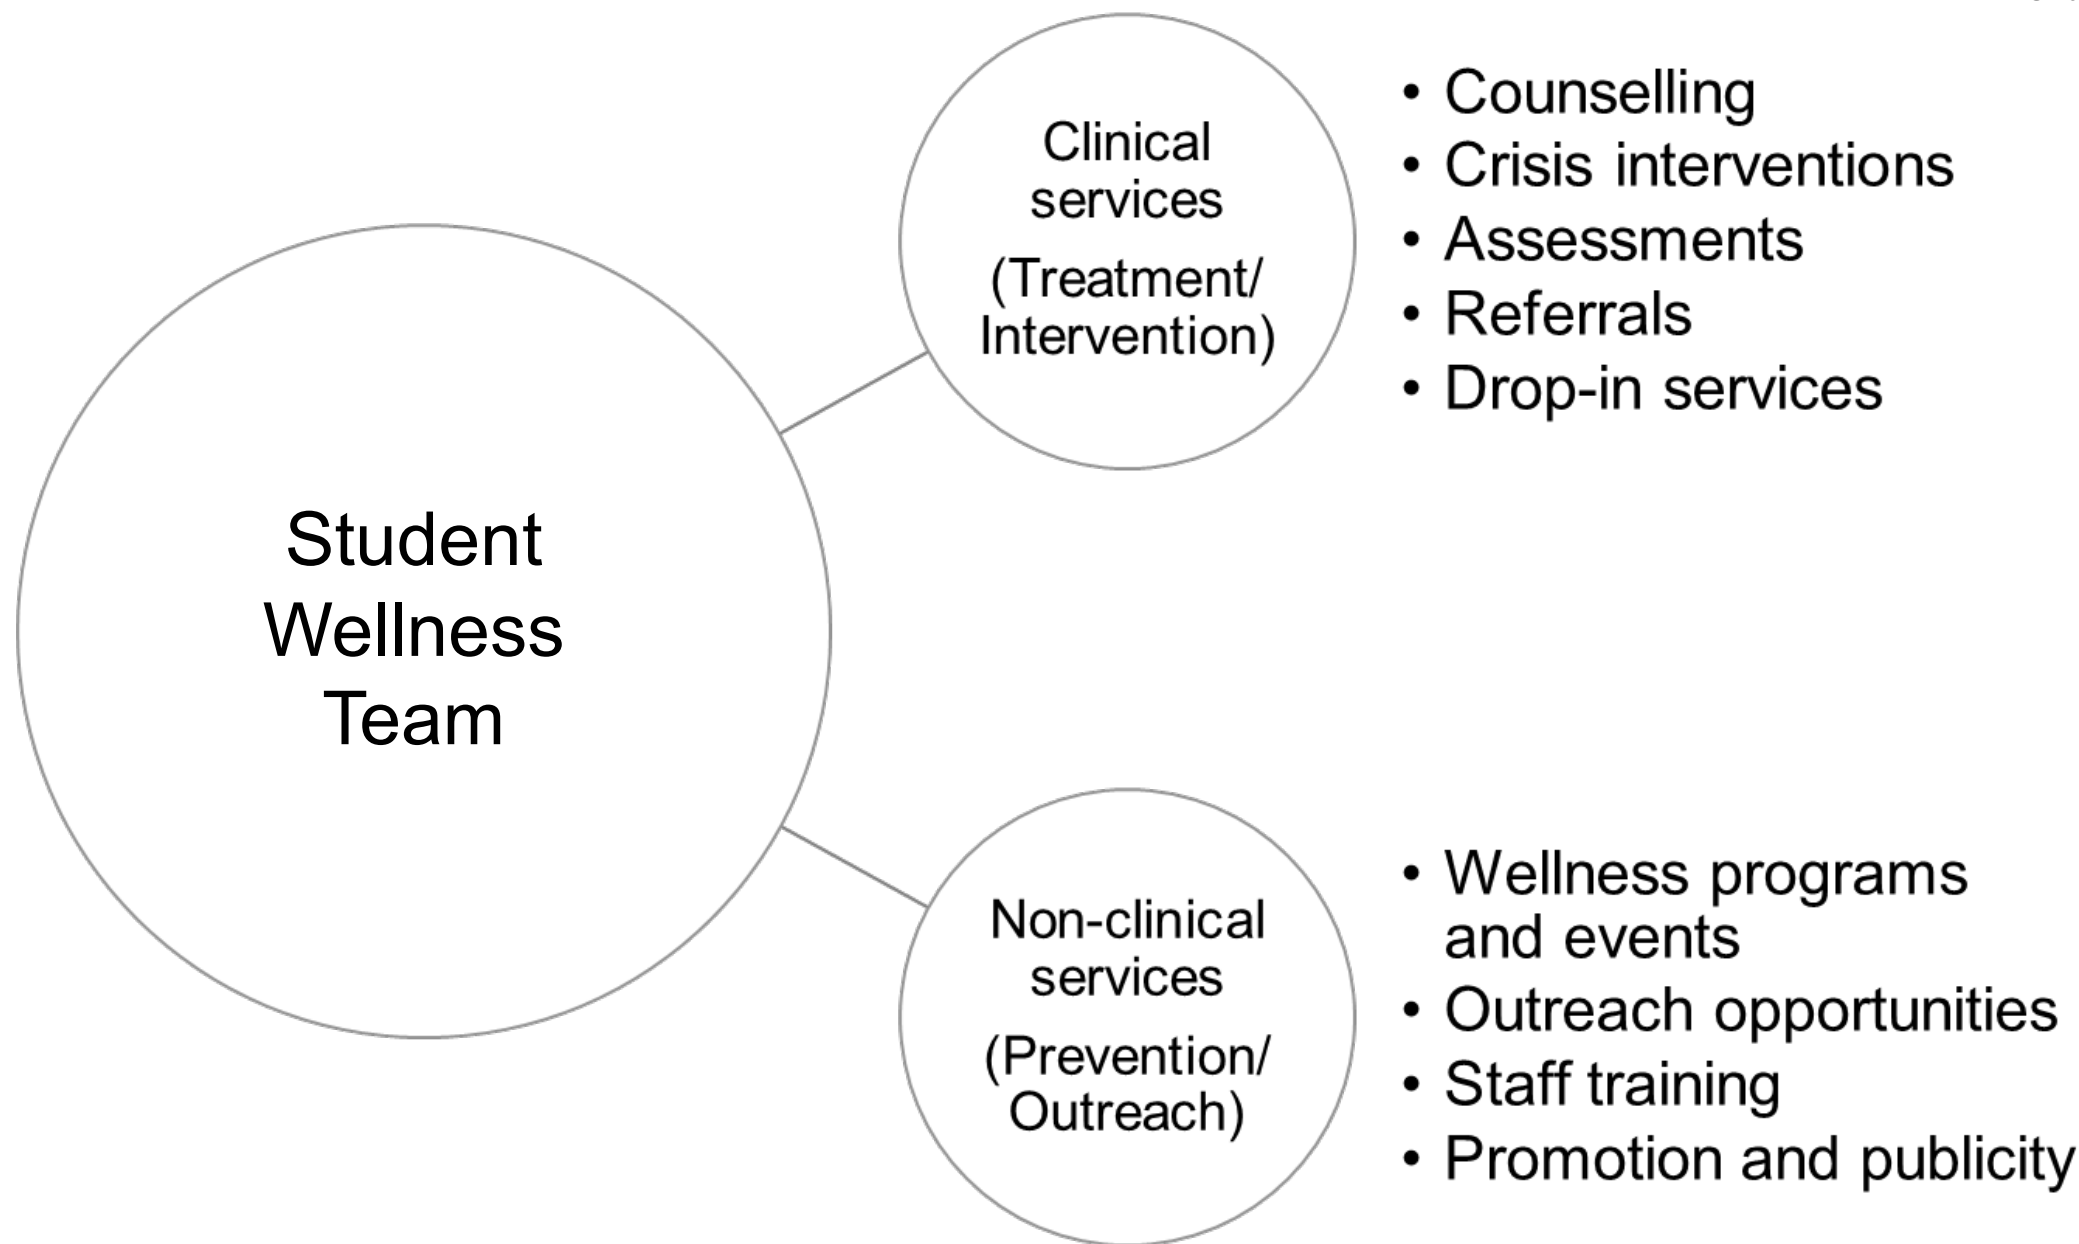 Student
Wellness
Team
Clinical
services
(Treatment/
Intervention)
• Counselling
• Crisis interventions
• Assessments
• Referrals
• Drop-in services
Non-clinical
services
(Prevention/
Outreach)
• Wellness programs
and events
• Outreach opportunities
• Staff training
• Promotion and publicity